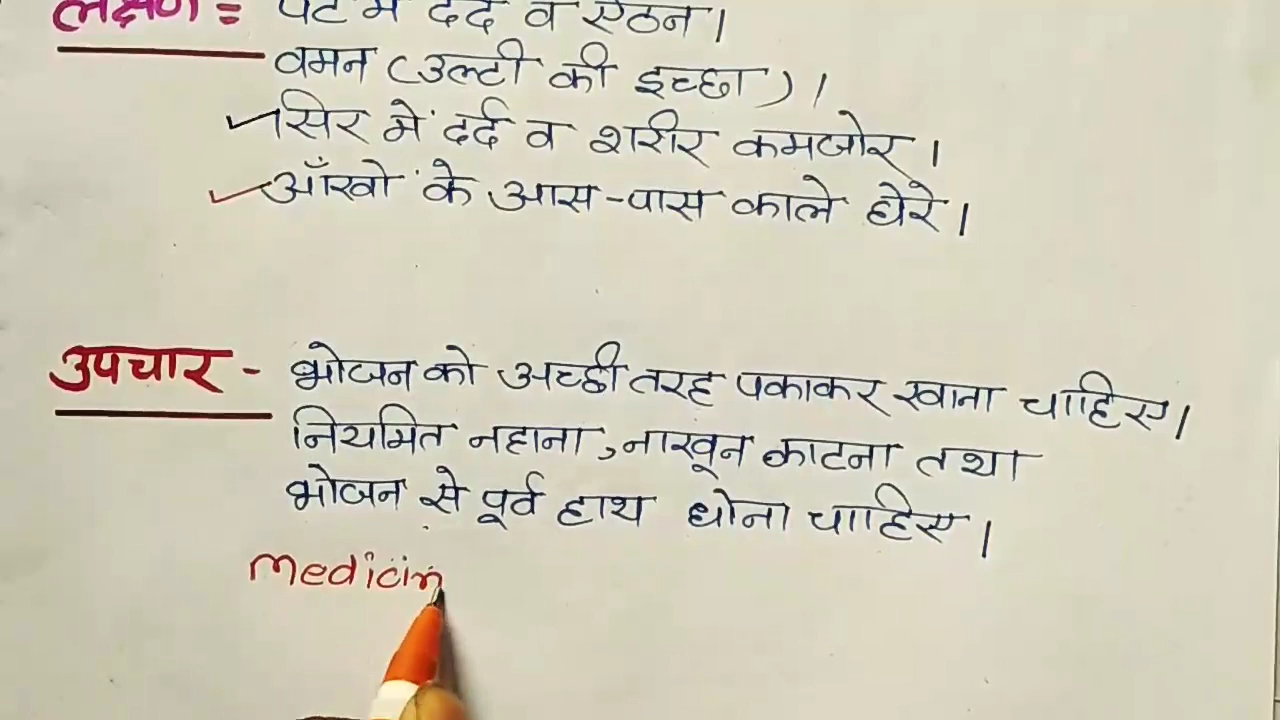 लक्षण = पेट में दर्द व ऐठन।
वमन (उल्टी की इच्छा)।
सिर में दर्द व शरीर कमजोर।
आँखो के आस-पास काले घेरे।
उपचार - भोजन को अच्छी तरह पकाकर खाना चाहिए।
नियमित नहाना, नाखून काटना तथा
भोजन से पूर्व हाथ धोना चाहिए।
medicin